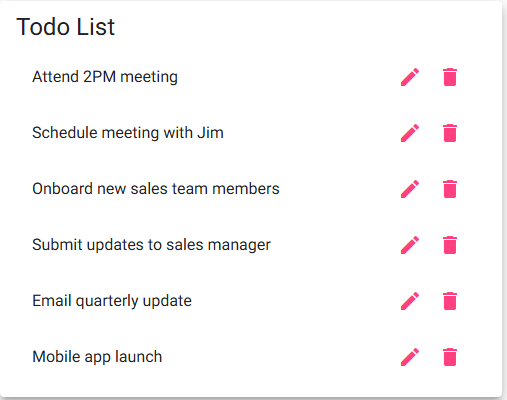 Todo List
Attend 2PM meeting
Schedule meeting with Jim
Onboard new sales team members
Submit updates to sales manager
Email quarterly update
Mobile app launch